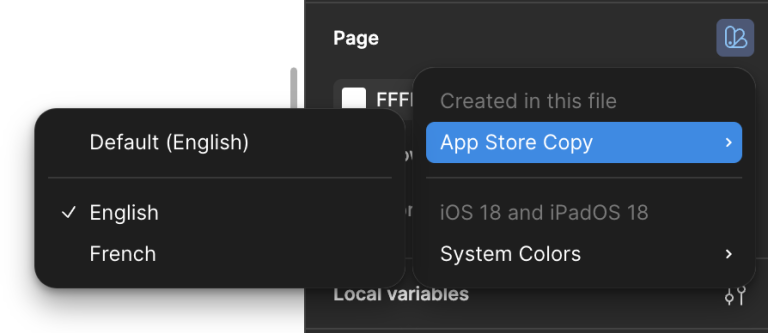 Page
FFF
Created in this file
App Store Copy
iOS 18 and iPadOS 18
System Colors
Default (English)
English
French
Local variables